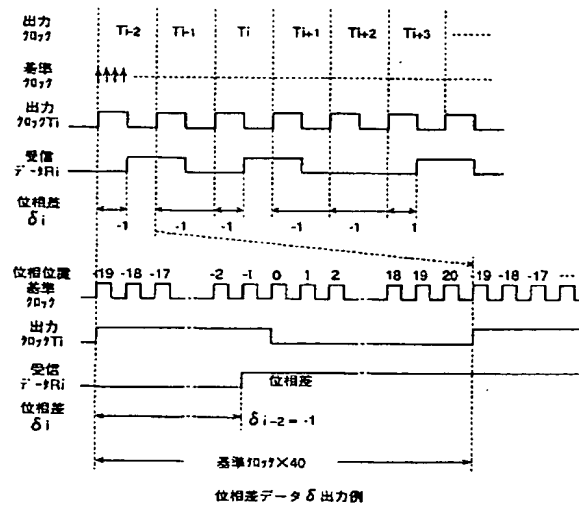 出力
クロック
Ti-2 Ti-1 Ti Ti+1 Ti+2 Ti+3
基準
クロック
出力
クロックTi
受信
データRi
位相差
δi
-1 -1 -1 -1 -1 1
位相位置
-19 -18 -17 -2 -1 0 1 2 18 19 20 -19 -18 -17 ...
基準
クロック
出力
クロックTi
受信
データRi
位相差
位相差
δi
δi-2 = -1
基準クロック×40
位相差データδ出力例